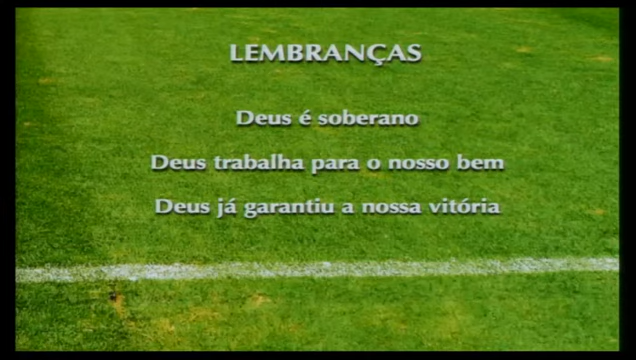 LEMBRANÇAS
Deus é soberano
Deus trabalha para o nosso bem
Deus já garantiu a nossa vitória